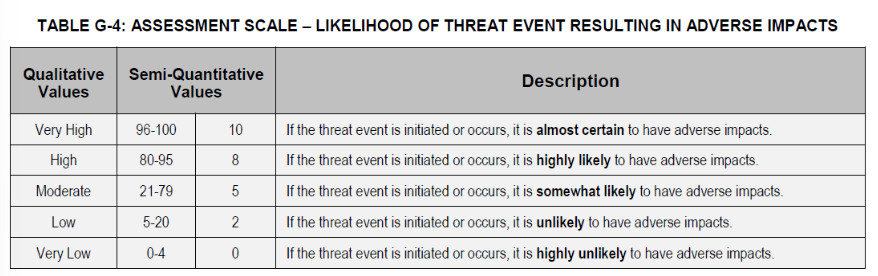 TABLE G-4: ASSESSMENT SCALE – LIKELIHOOD OF THREAT EVENT RESULTING IN ADVERSE IMPACTS
Qualitative Values Semi-Quantitative Values Description
Very High 96-100 10 If the threat event is initiated or occurs, it is almost certain to have adverse impacts.
High 80-95 8 If the threat event is initiated or occurs, it is highly likely to have adverse impacts.
Moderate 21-79 5 If the threat event is initiated or occurs, it is somewhat likely to have adverse impacts.
Low 5-20 2 If the threat event is initiated or occurs, it is unlikely to have adverse impacts.
Very Low 0-4 0 If the threat event is initiated or occurs, it is highly unlikely to have adverse impacts.